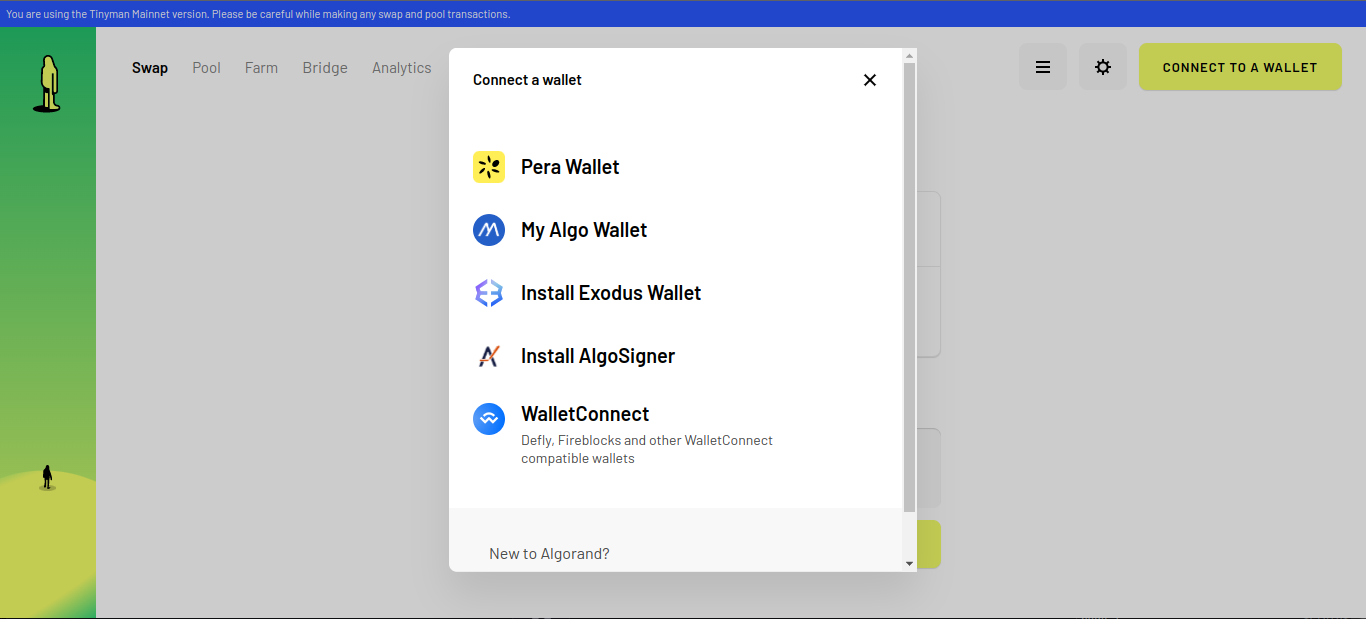 You are using the Tinyman Mainnet version. Please be careful while making any swap and pool transactions.
Swap Pool Farm Bridge Analytics
CONNECT TO A WALLET
Connect a wallet
Pera Wallet
My Algo Wallet
Install Exodus Wallet
Install AlgoSigner
WalletConnect
Defly, Fireblocks and other WalletConnect
compatible wallets
New to Algorand?